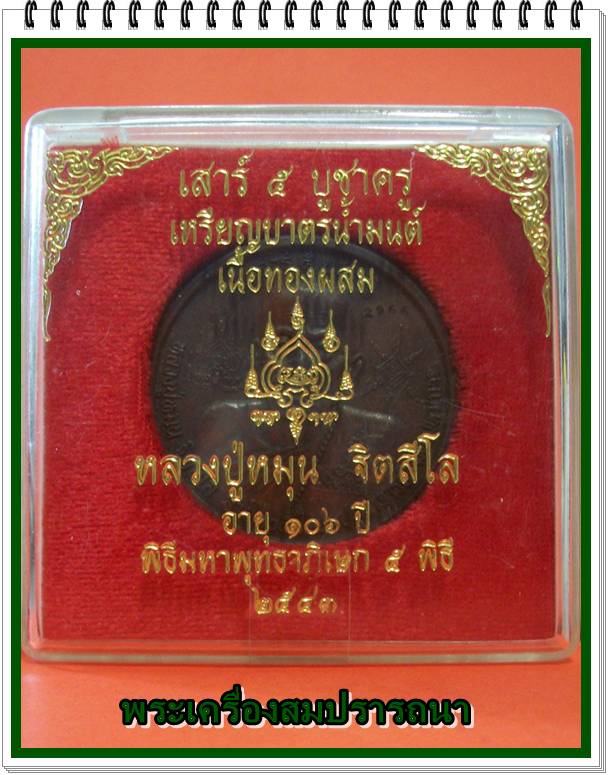 เสาร์ ๕ บูชาครู
เหรียญบาตรน้ำมนต์
เนื้อทองผสม
หลวงปู่หมุน ฐิตสีโล
อายุ ๑๐๖ ปี
พิธีมหาพุทธาภิเษก ๕ พิธี
๒๕๔๓
พระเครื่องสมปรารถนา